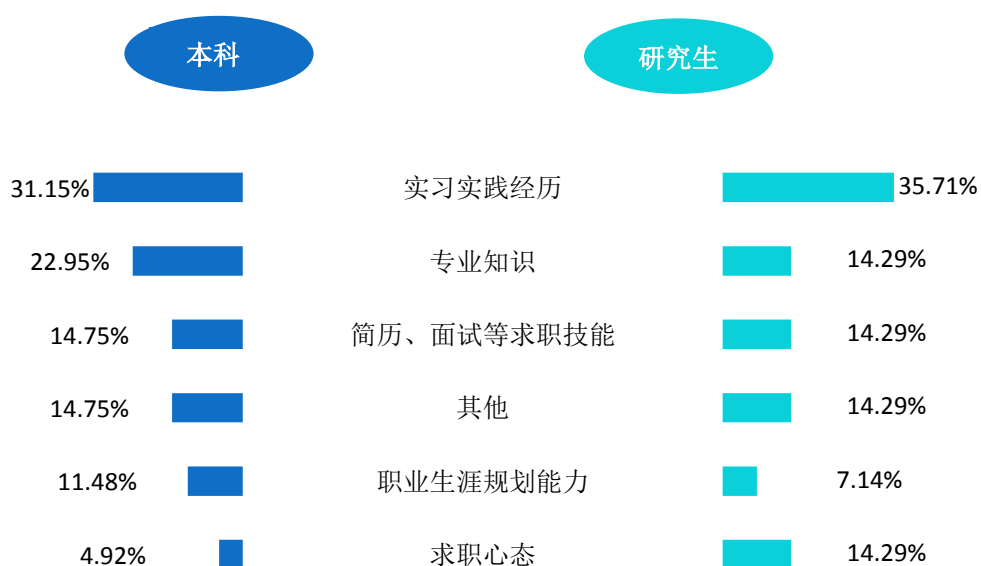 本科 研究生
31.15% 实习实践经历 35.71%
22.95% 专业知识 14.29%
14.75% 简历、面试等求职技能 14.29%
14.75% 其他 14.29%
11.48% 职业生涯规划能力 7.14%
4.92% 求职心态 14.29%